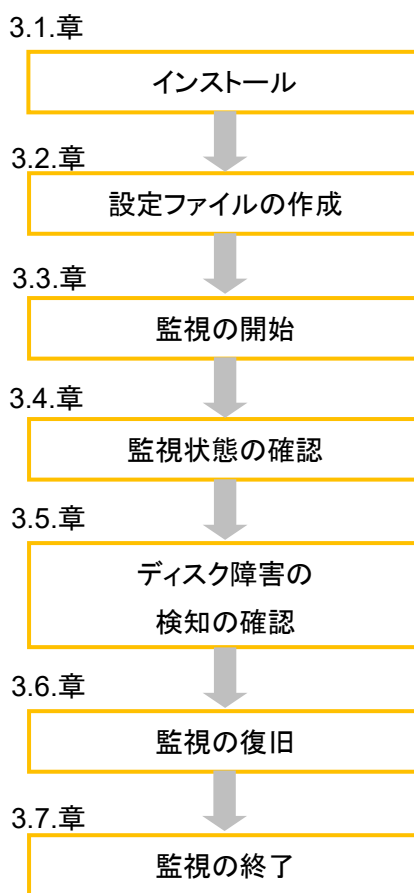 3.1.章
インストール
3.2.章
設定ファイルの作成
3.3.章
監視の開始
3.4.章
監視状態の確認
3.5.章
ディスク障害の
検知の確認
3.6.章
監視の復旧
3.7.章
監視の終了